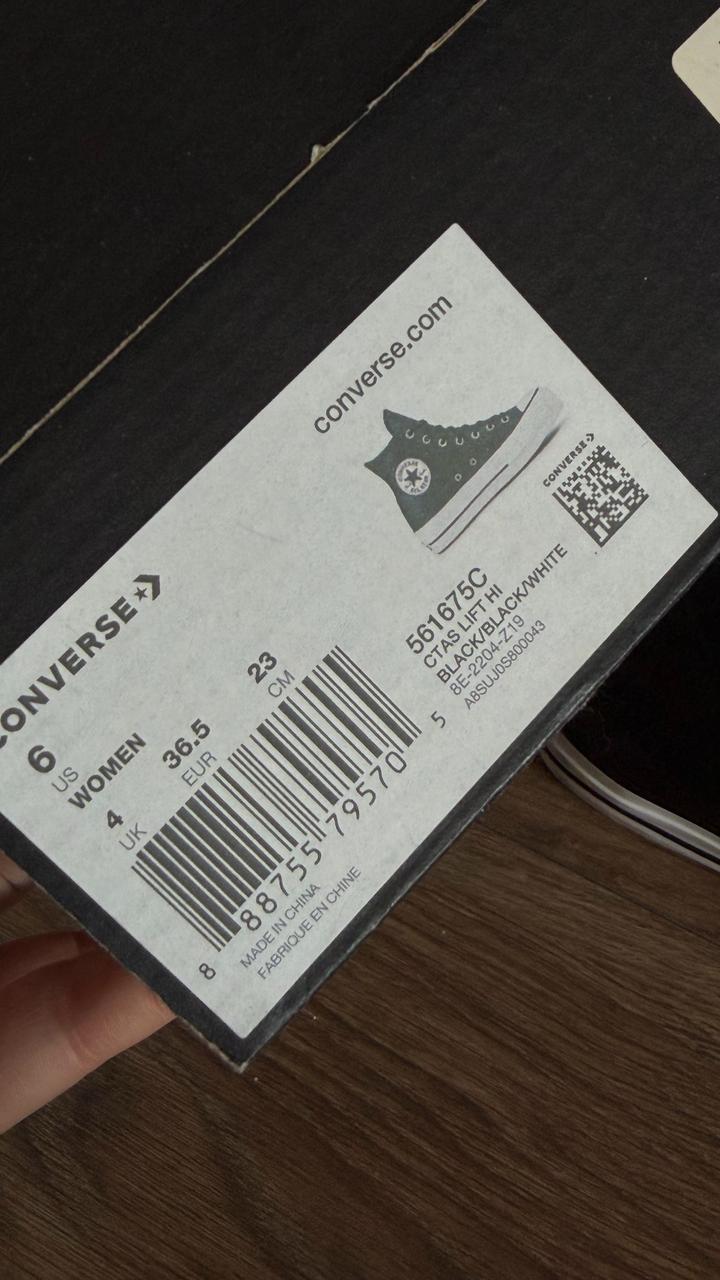 converse.com
CONVERSE
CONVERSE
6
US
WOMEN
4
UK
36.5
EUR
23
CM
561675C
CTAS LIFT HI
BLACK/BLACK/WHITE
8E-2204-Z19
A8SUJ0S800043
8 88755 79570 5
MADE IN CHINA
FABRIQUE EN CHINE